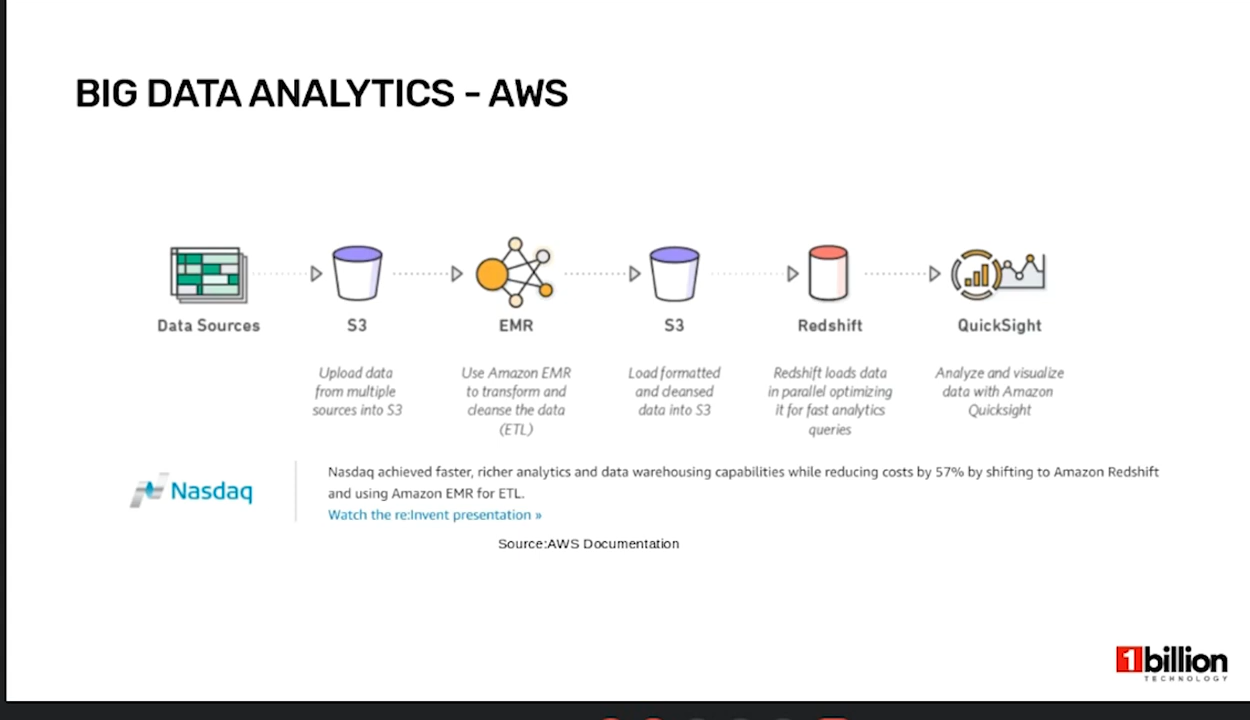 BIG DATA ANALYTICS - AWS
Data Sources
S3
EMR
S3
Redshift
QuickSight
Upload data
from multiple
sources into S3
Use Amazon EMR
to transform and
cleanse the data
(ETL)
Load formatted
and cleansed
data into S3
Redshift loads data
in parallel optimizing
it for fast analytics
queries
Analyze and visualize
data with Amazon
Quicksight
Nasdaq
Nasdaq achieved faster, richer analytics and data warehousing capabilities while reducing costs by 57% by shifting to Amazon Redshift
and using Amazon EMR for ETL.
Watch the re:Invent presentation »
Source:AWS Documentation
1billion
TECHNOLOGY